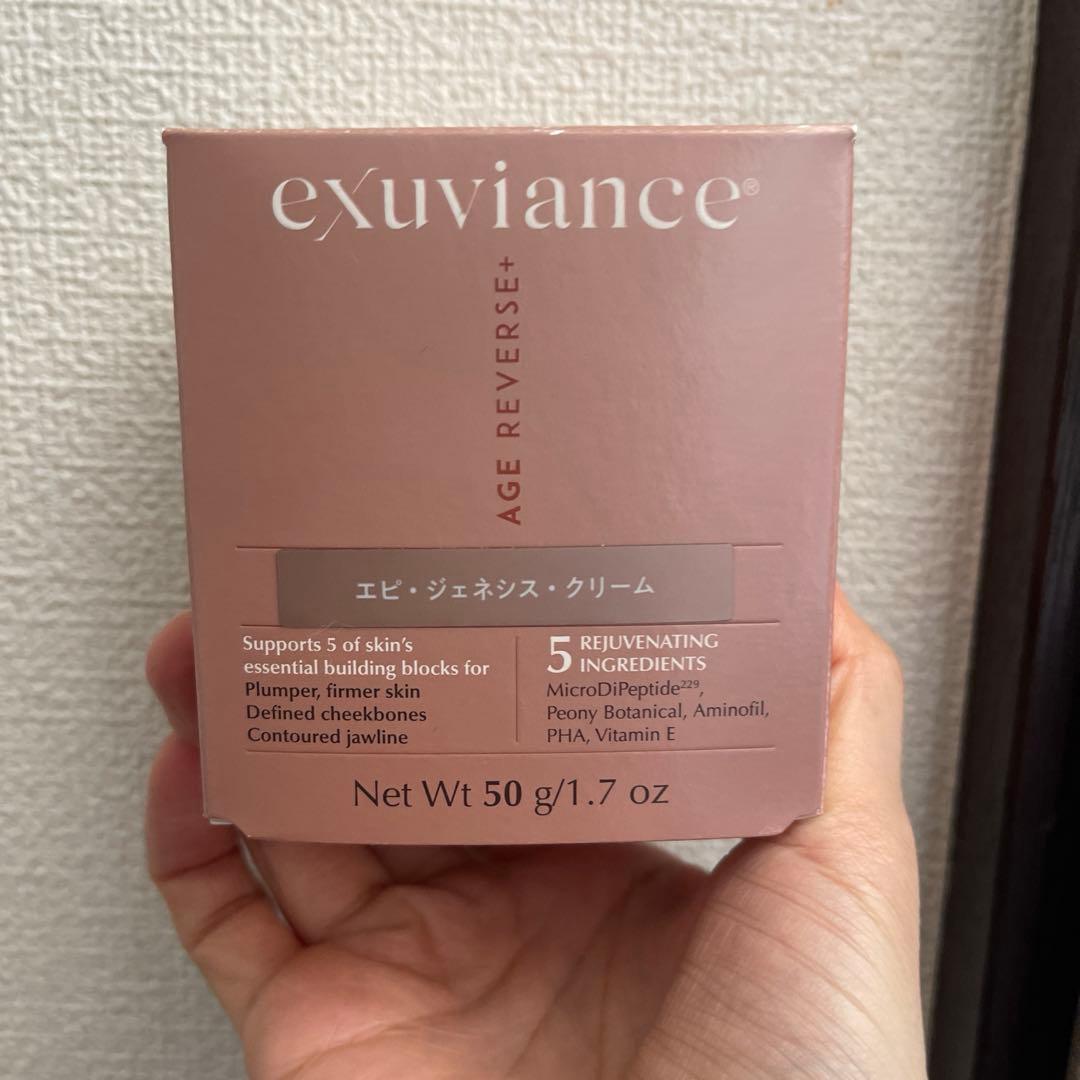 exuviance®
AGE REVERSE+
エピ・ジェネシス・クリーム
Supports 5 of skin's
essential building blocks for
Plumper, firmer skin
Defined cheekbones
Contoured jawline
5 REJUVENATING
INGREDIENTS
MicroDiPeptide²²⁹,
Peony Botanical, Aminofil,
PHA, Vitamin E
Net Wt 50 g/1.7 oz